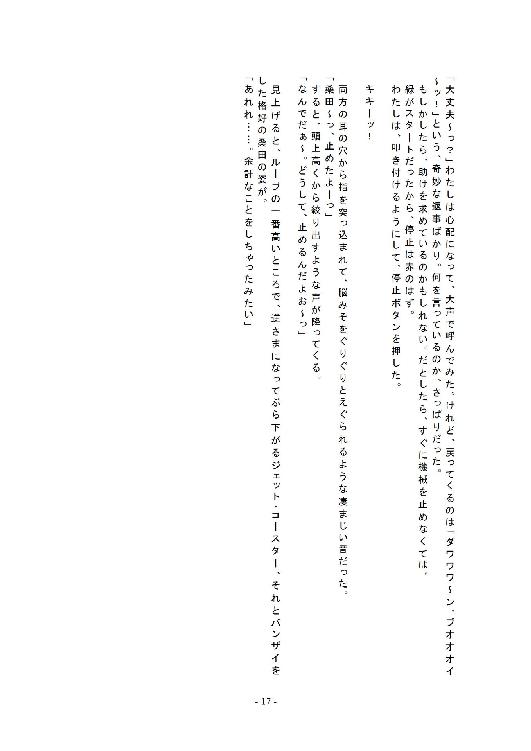 「大丈夫～っ？」わたしは心配になって、大声で呼んでみた。けれど、戻ってくるのは「ダワワワ～ン、ブオオオイ
～ッ！」という、奇妙な返事ばかり。何を言っているのか、さっぱりだった。
もしかしたら、助けを求めているのかもしれない。だとしたら、すぐに機械を止めなくては。
緑がスタートだったから、停止は赤のはず。
わたしは、叩き付けるようにして、停止ボタンを押した。
キキーッ！
両方の耳の穴から指を突っ込まれて、脳みそをぐりぐりとえぐられるような凄まじい音だった。
「桑田～っ、止めたよーっ」
すると、頭上高くから絞り出すような声が降ってくる。
「なんでだぁ～。どうして、止めるんだよお～っ」
見上げると、ループの一番高いところで、逆さまになってぶら下がるジェット・コースター、それとバンザイを
した格好の桑田の姿が。
「あれれ……。余計なことをしちゃったみたい」
- 17 -